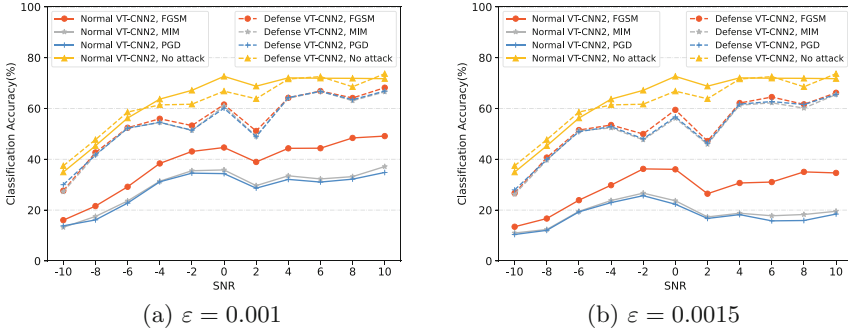 100
80
60
40
20
0
Classification Accuracy(%)
-10 -8 -6 -4 -2 0 2 4 6 8 10
SNR
Normal VT-CNN2, FGSM
Normal VT-CNN2, MIM
Normal VT-CNN2, PGD
Normal VT-CNN2, No attack
Defense VT-CNN2, FGSM
Defense VT-CNN2, MIM
Defense VT-CNN2, PGD
Defense VT-CNN2, No attack
(a) ε = 0.001
100
80
60
40
20
0
Classification Accuracy(%)
-10 -8 -6 -4 -2 0 2 4 6 8 10
SNR
Normal VT-CNN2, FGSM
Normal VT-CNN2, MIM
Normal VT-CNN2, PGD
Normal VT-CNN2, No attack
Defense VT-CNN2, FGSM
Defense VT-CNN2, MIM
Defense VT-CNN2, PGD
Defense VT-CNN2, No attack
(b) ε = 0.0015